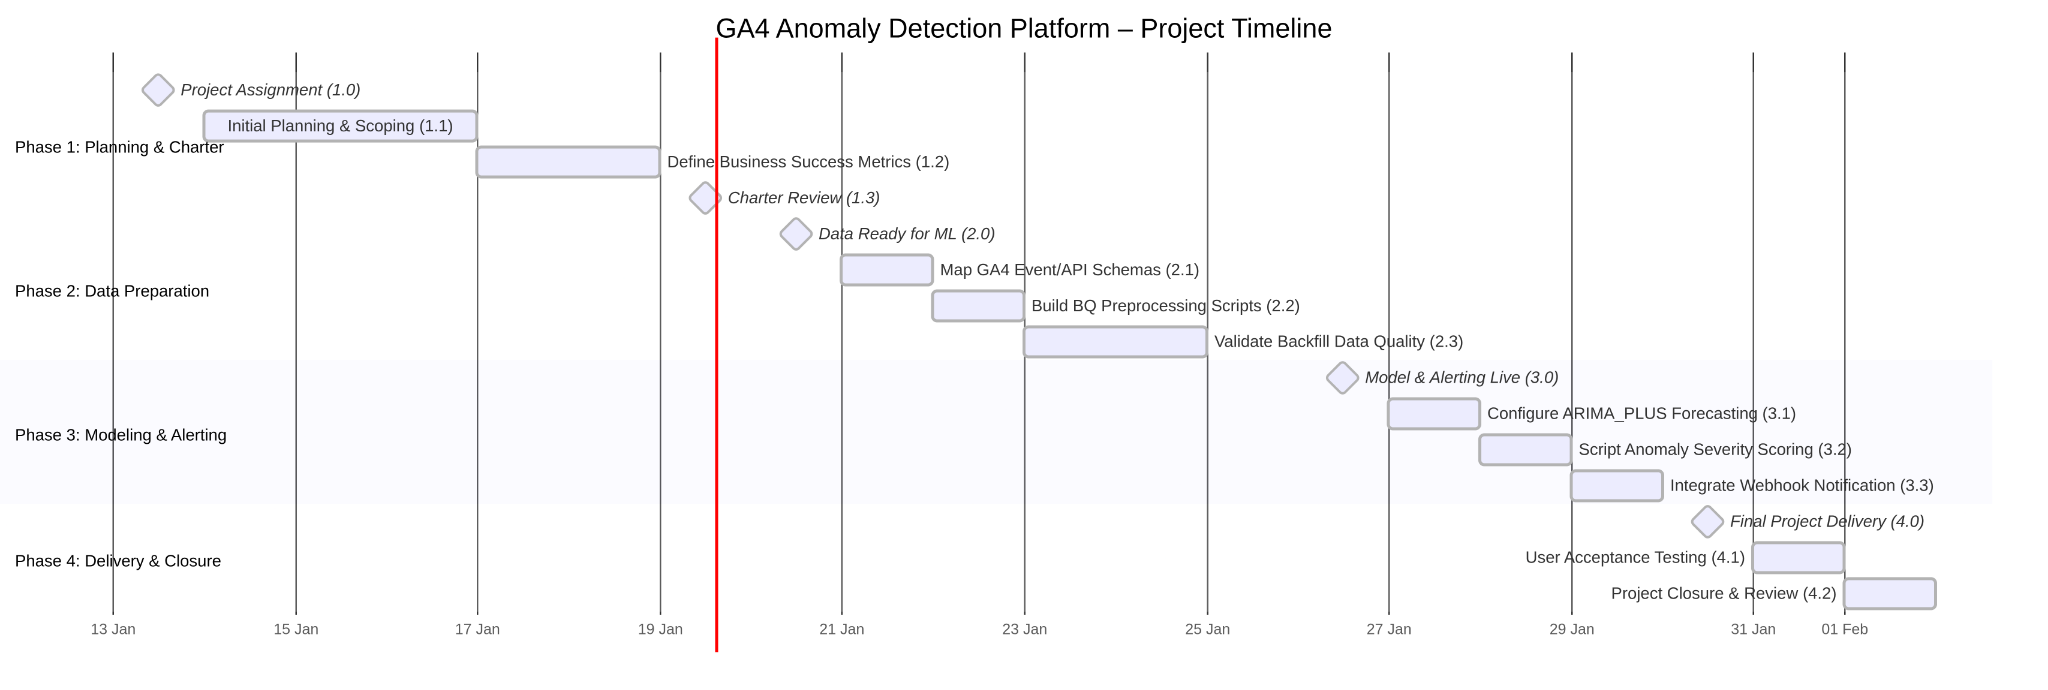 GA4 Anomaly Detection Platform – Project Timeline
Project Assignment (1.0)
Initial Planning & Scoping (1.1)
Phase 1: Planning & Charter
Define Business Success Metrics (1.2)
Charter Review (1.3)
Data Ready for ML (2.0)
Map GA4 Event/API Schemas (2.1)
Phase 2: Data Preparation
Build BQ Preprocessing Scripts (2.2)
Validate Backfill Data Quality (2.3)
Model & Alerting Live (3.0)
Configure ARIMA_PLUS Forecasting (3.1)
Phase 3: Modeling & Alerting
Script Anomaly Severity Scoring (3.2)
Integrate Webhook Notification (3.3)
Final Project Delivery (4.0)
User Acceptance Testing (4.1)
Phase 4: Delivery & Closure
Project Closure & Review (4.2)
13 Jan 15 Jan 17 Jan 19 Jan 21 Jan 23 Jan 25 Jan 27 Jan 29 Jan 31 Jan 01 Feb